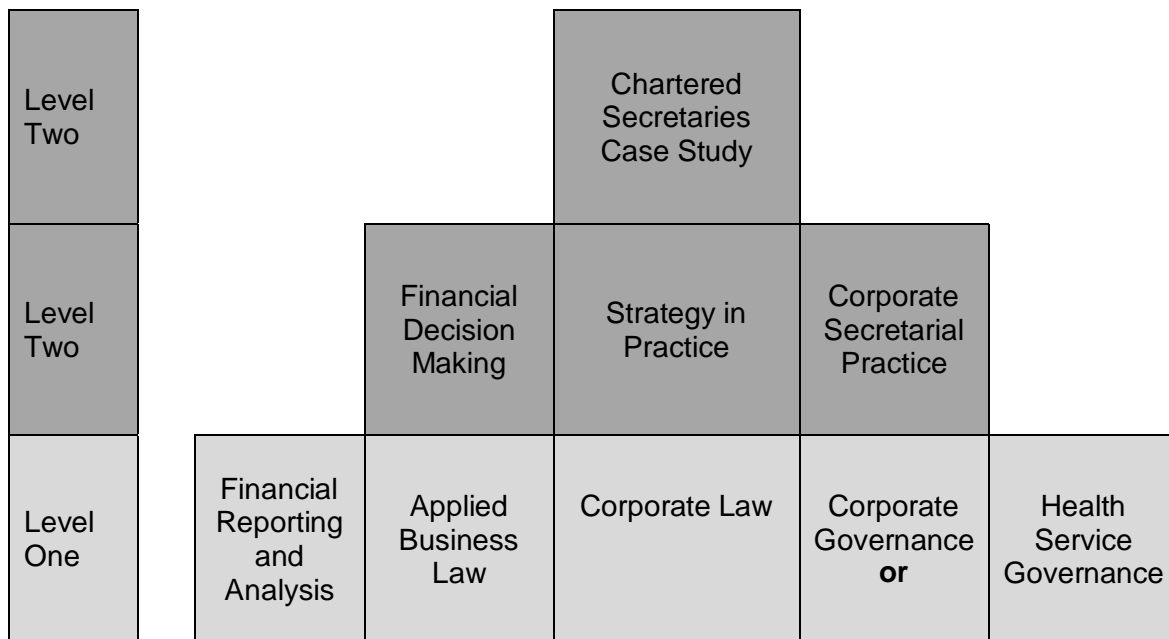 Level
Two
Chartered
Secretaries
Case Study
Level
Two
Financial
Decision
Making
Strategy in
Practice
Corporate
Secretarial
Practice
Level
One
Financial
Reporting
and
Analysis
Applied
Business
Law
Corporate Law
Corporate
Governance
or
Health
Service
Governance